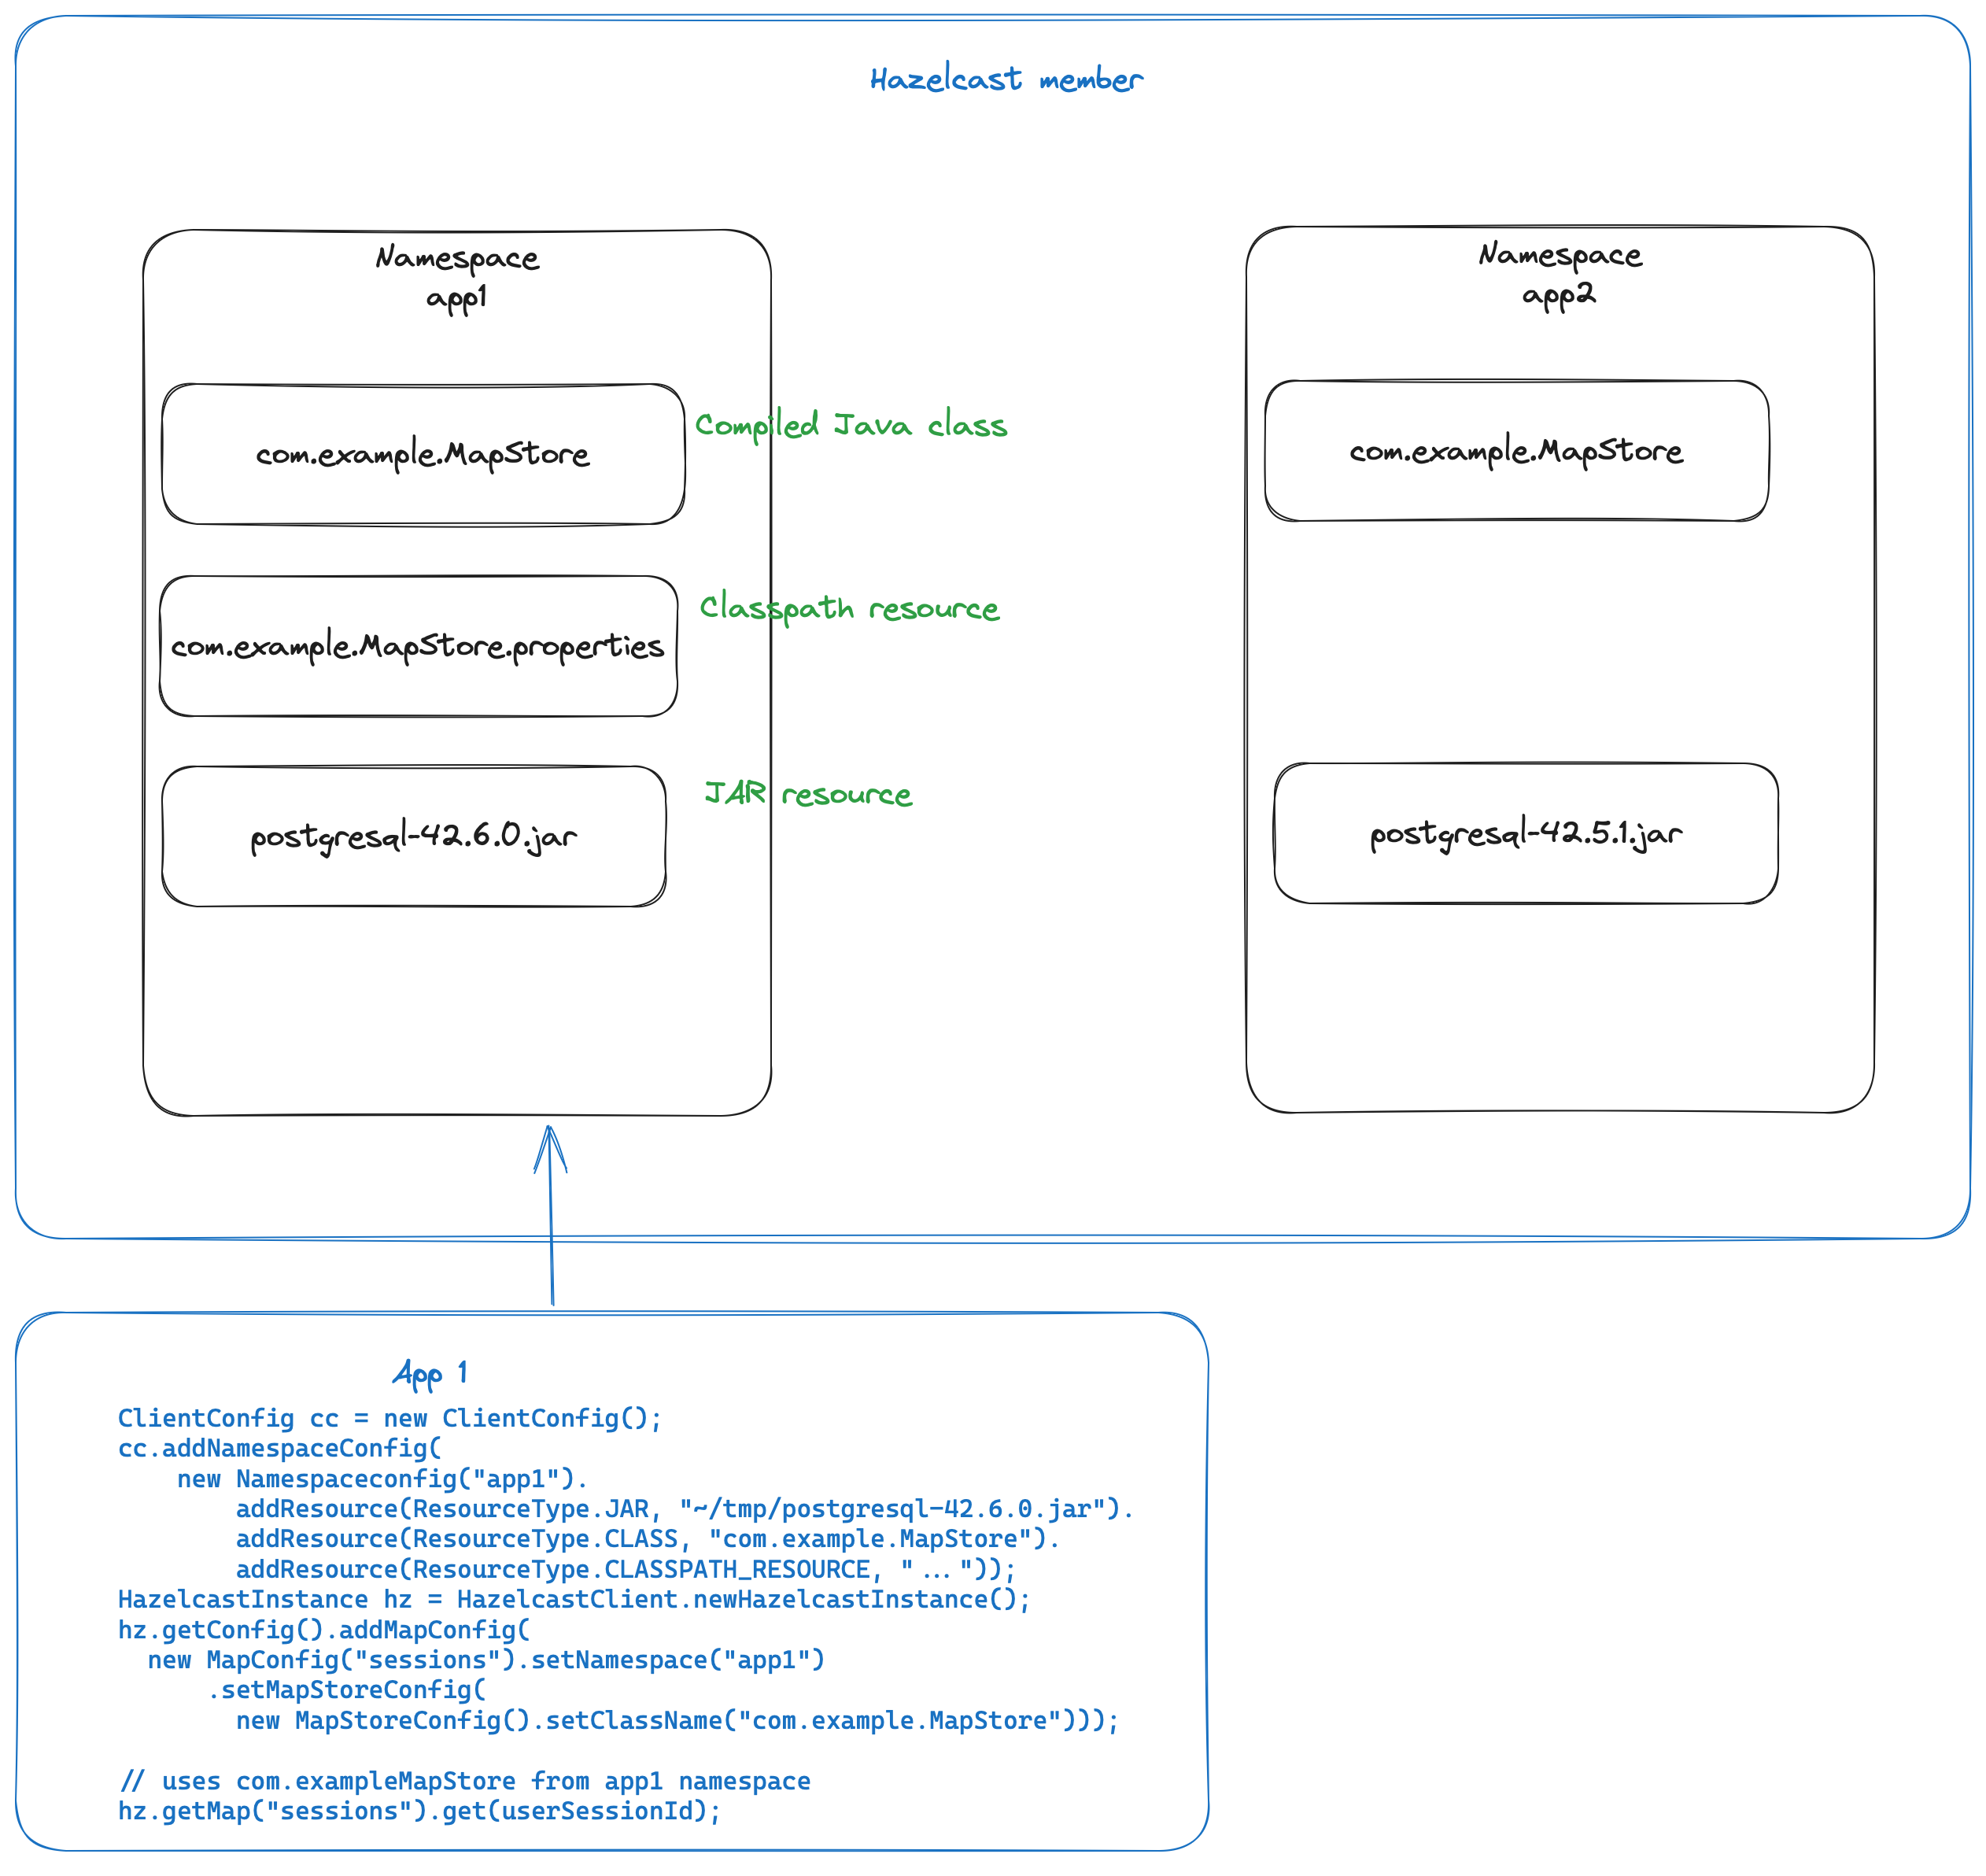 Hazelcast member
Namespace
app1
com.example.MapStore
Compiled Java class
com.example.MapStore.properties
Classpath resource
postgresql-42.6.0.jar
JAR resource
Namespace
app2
com.example.MapStore
postgresql-42.5.1.jar
App 1
ClientConfig cc = new ClientConfig();
cc.addNamespaceConfig(
    new Namespaceconfig("app1").
        addResource(ResourceType.JAR, "~/tmp/postgresql-42.6.0.jar").
        addResource(ResourceType.CLASS, "com.example.MapStore").
        addResource(ResourceType.CLASSPATH_RESOURCE, "..."));
HazelcastInstance hz = HazelcastClient.newHazelcastInstance();
hz.getConfig().addMapConfig(
  new MapConfig("sessions").setNamespace("app1")
      .setMapStoreConfig(
        new MapStoreConfig().setClassName("com.example.MapStore")));
// uses com.exampleMapStore from app1 namespace
hz.getMap("sessions").get(userSessionId);